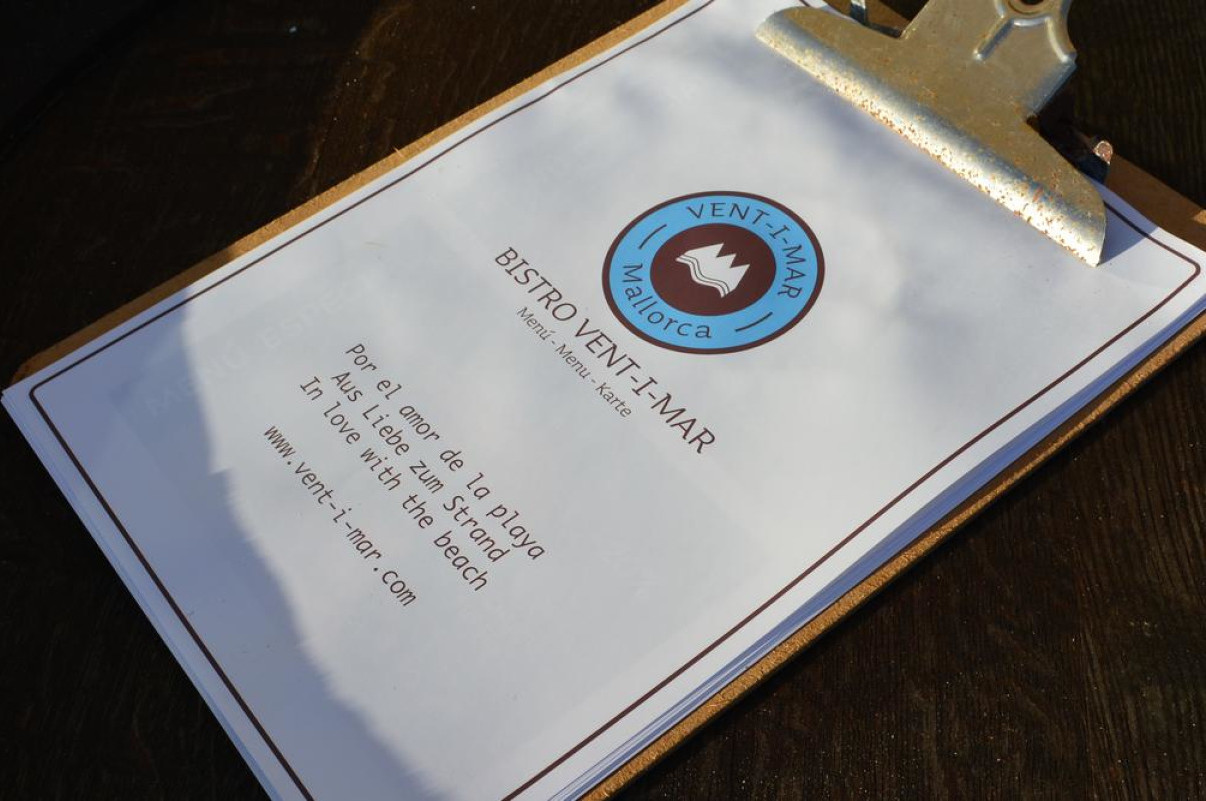 VENT-I-MAR
Mallorca
BISTRO VENT-I-MAR
Menú - Menu - Karte
Por el amor de la playa
Aus Liebe zum Strand
In love with the beach
www.vent-i-mar.com